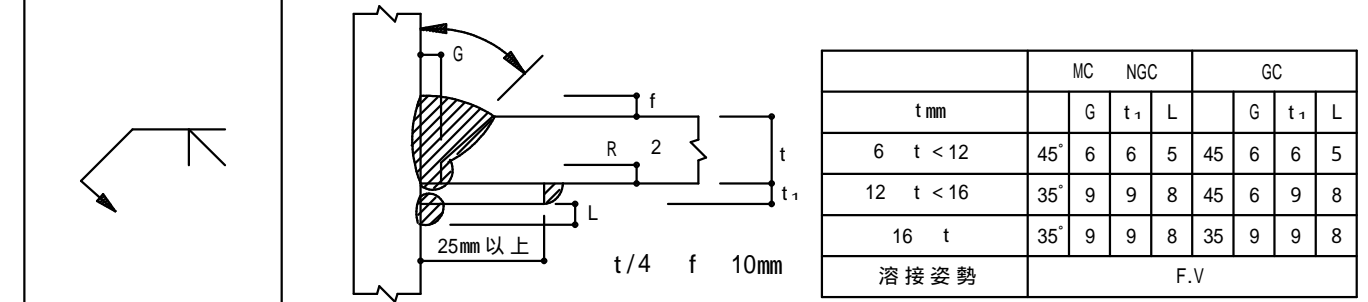 G
f
R 2
t
t₁
L
25mm以上
t/4 f 10mm
MC NGC GC
tmm G t₁ L G t₁ L
6 t <12 45° 6 6 5 45 6 6 5
12 t <16 35° 9 9 8 45 6 9 8
16 t 35° 9 9 8 35 9 9 8
溶接姿勢 F.V